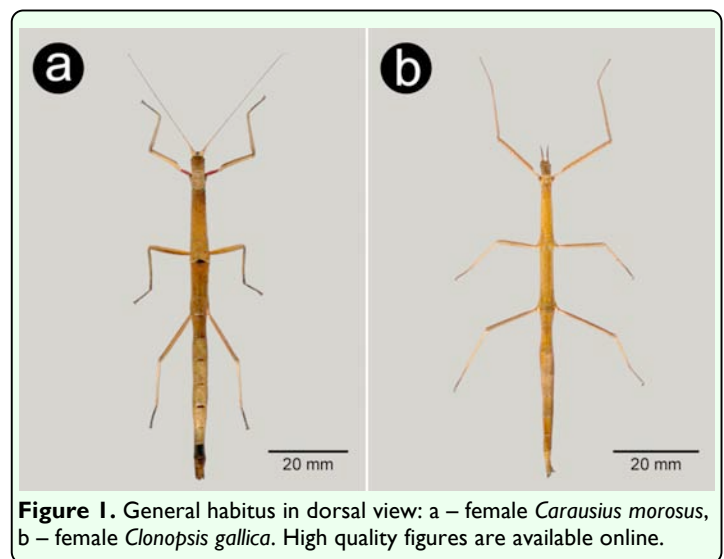 a
b
20 mm
20 mm
Figure 1. General habitus in dorsal view: a – female Carausius morosus,
b – female Clonopsis gallica. High quality figures are available online.